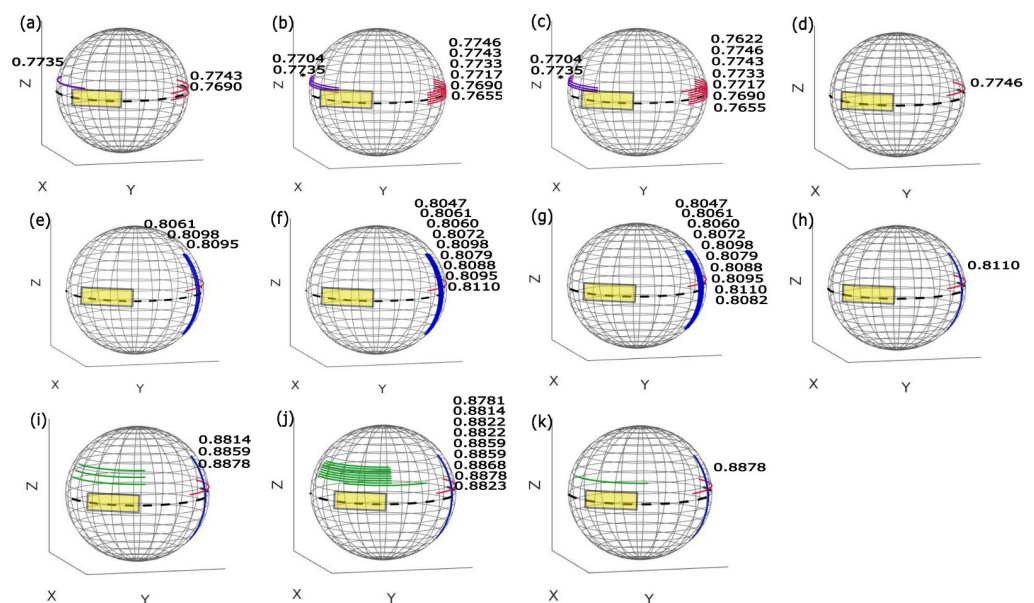 (a)
0.7735
0.7743
0.7690
Z
X
Y
(b)
0.7704
0.7735
0.7746
0.7743
0.7733
0.7717
0.7690
0.7655
Z
X
Y
(c)
0.7704
0.7735
0.7622
0.7746
0.7743
0.7733
0.7717
0.7690
0.7655
Z
X
Y
(d)
0.7746
Z
X
Y
(e)
0.8061
0.8098
0.8095
Z
X
Y
(f)
0.8047
0.8061
0.8060
0.8072
0.8098
0.8079
0.8088
0.8095
0.8110
Z
X
Y
(g)
0.8047
0.8061
0.8060
0.8072
0.8098
0.8079
0.8088
0.8095
0.8110
0.8082
Z
X
Y
(h)
0.8110
Z
X
Y
(i)
0.8814
0.8859
0.8878
Z
X
Y
(j)
0.8781
0.8814
0.8822
0.8822
0.8859
0.8868
0.8878
0.8823
Z
X
Y
(k)
0.8878
Z
X
Y